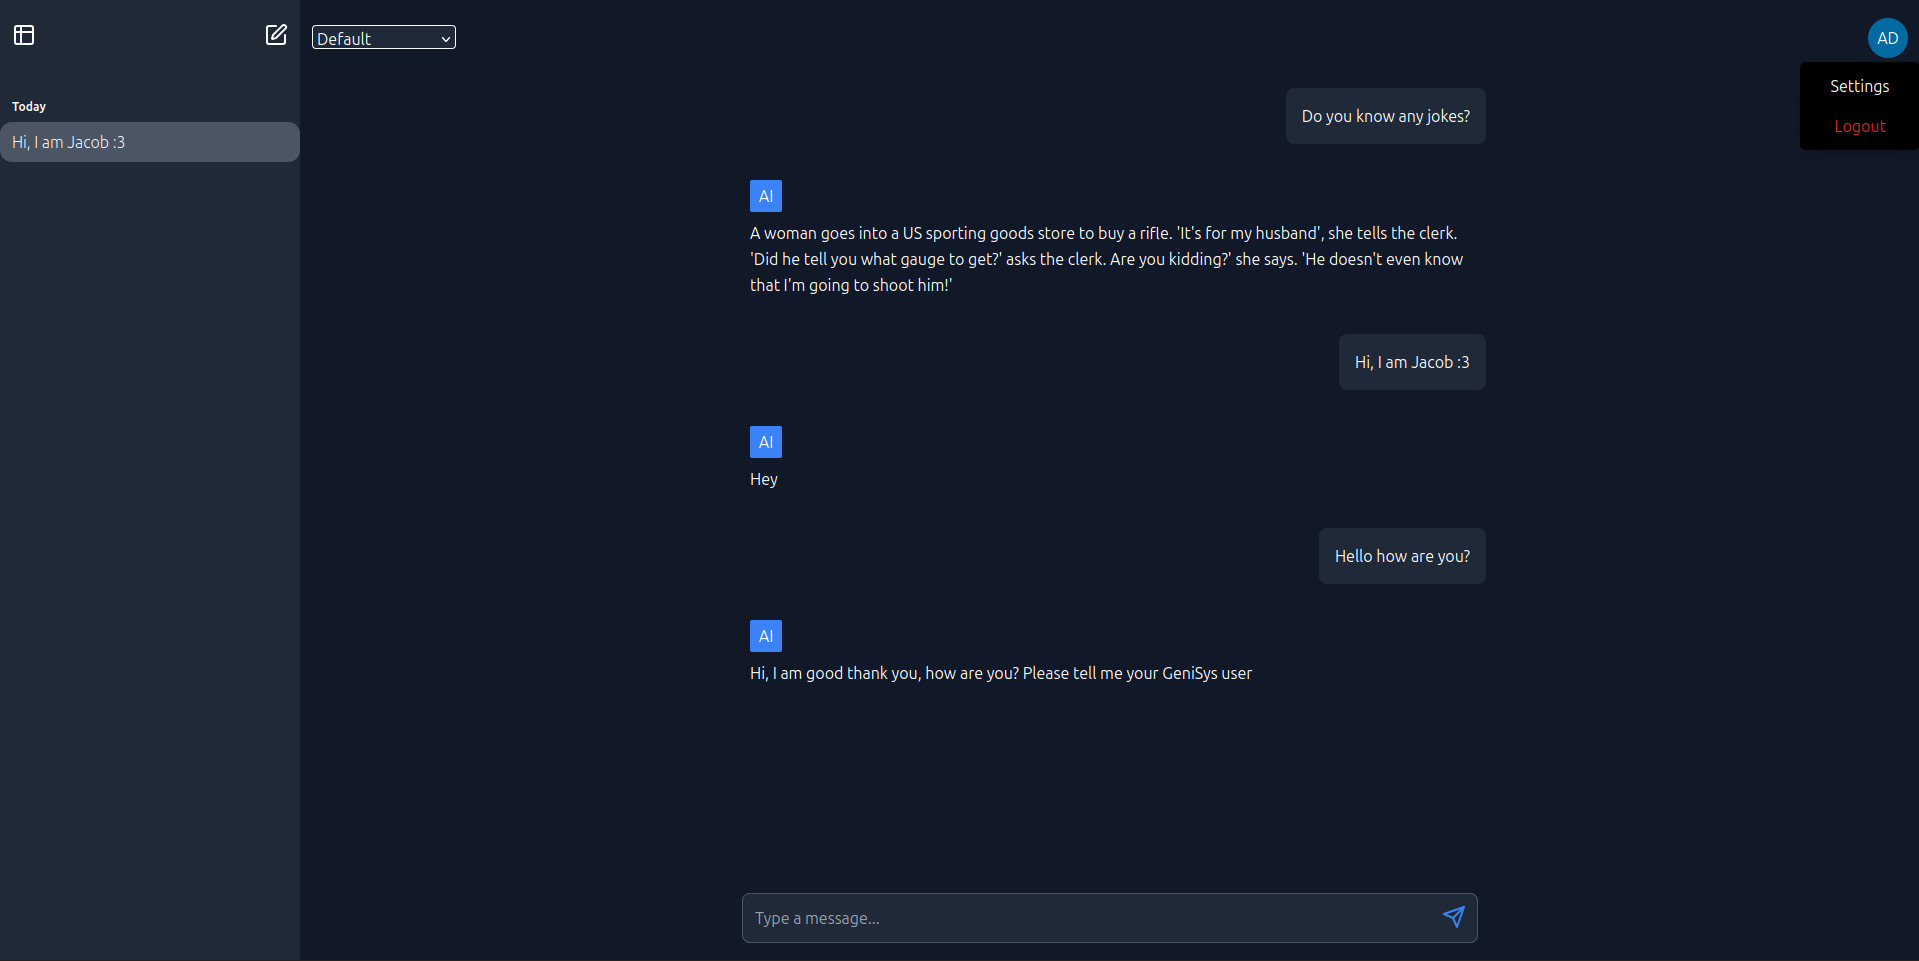 Default
AD
Settings
Logout
Today
Hi, I am Jacob :3
Do you know any jokes?
AI
A woman goes into a US sporting goods store to buy a rifle. 'It's for my husband', she tells the clerk.
'Did he tell you what gauge to get?' asks the clerk. Are you kidding?' she says. 'He doesn't even know
that I'm going to shoot him!'
Hi, I am Jacob :3
AI
Hey
Hello how are you?
AI
Hi, I am good thank you, how are you? Please tell me your GeniSys user
Type a message...